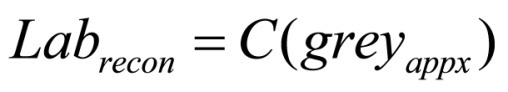 Lab_recon = C(grey_appx)